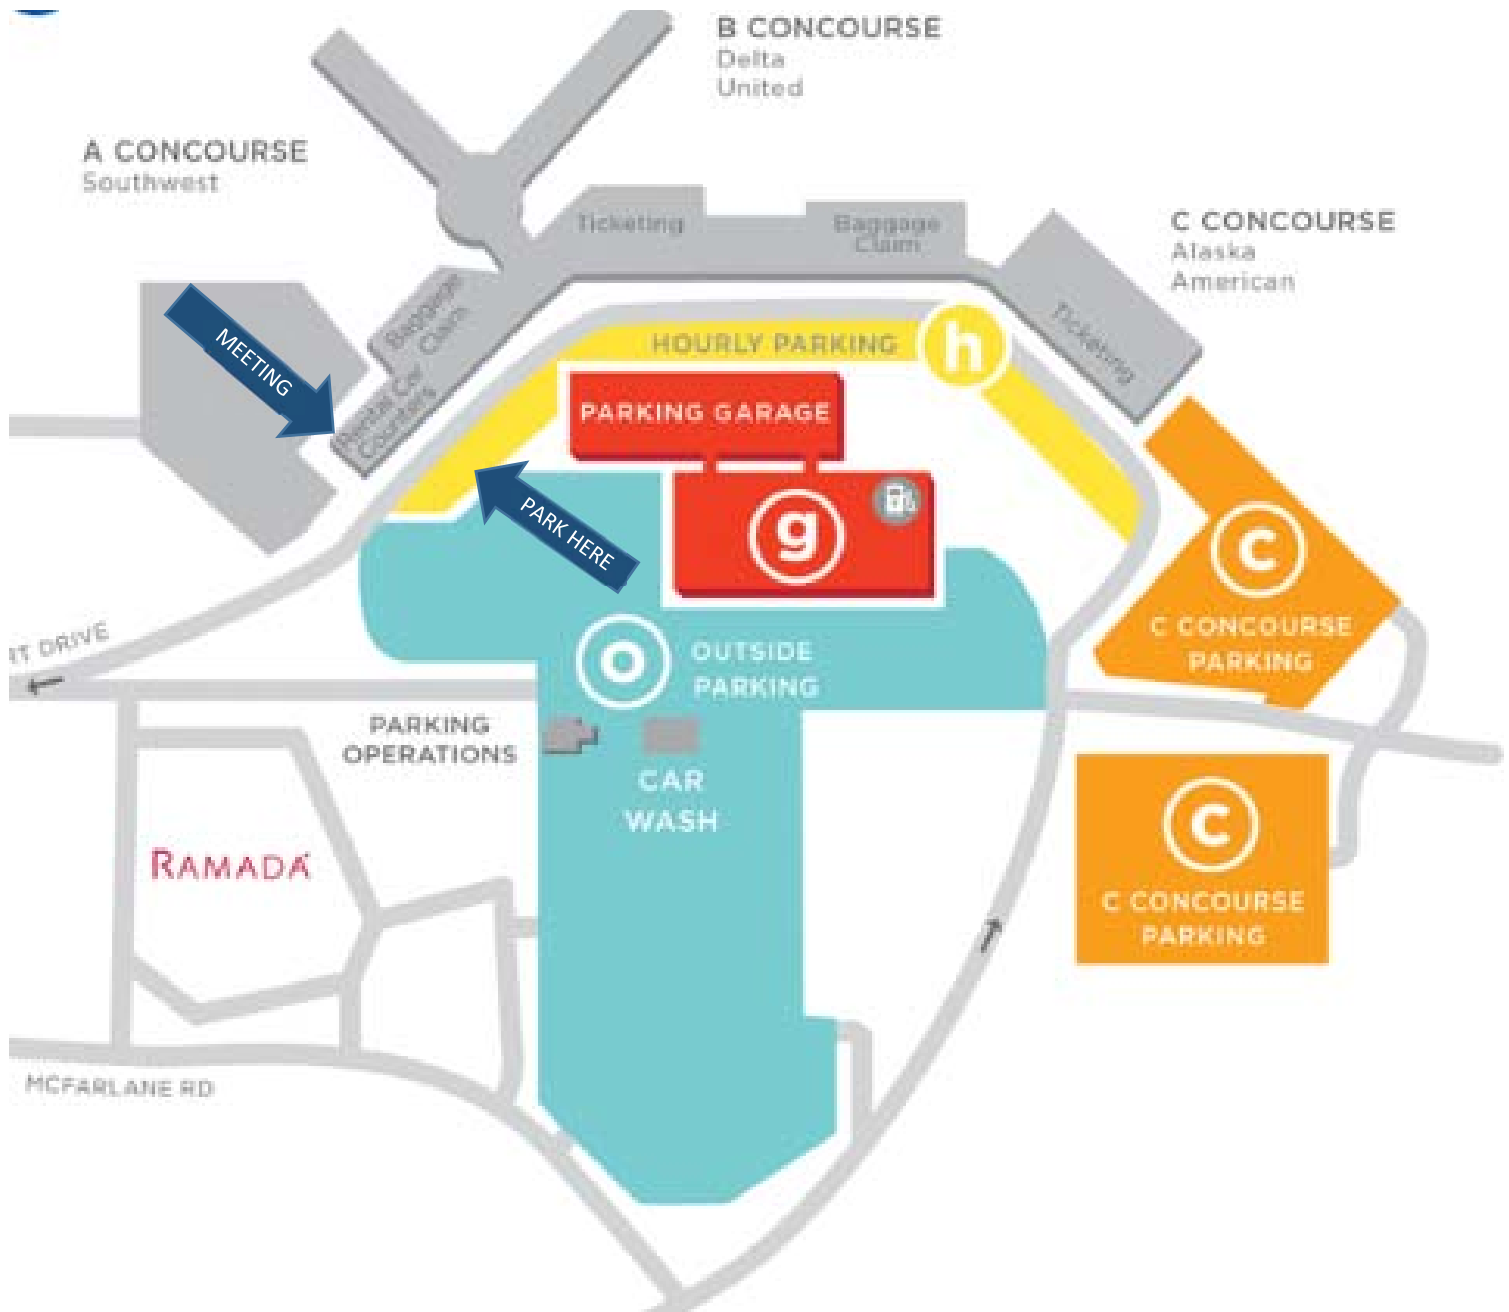 B CONCOURSE
Delta
United
A CONCOURSE
Southwest
C CONCOURSE
Alaska
American
Ticketing
Baggage
Claim
Ticketing
Baggage
Claim
Rental Car
Counters
MEETING
HOURLY PARKING
h
PARKING GARAGE
g
PARK HERE
C
C CONCOURSE
PARKING
RT DRIVE
O
OUTSIDE
PARKING
PARKING
OPERATIONS
CAR
WASH
RAMADA
C
C CONCOURSE
PARKING
MCFARLANE RD